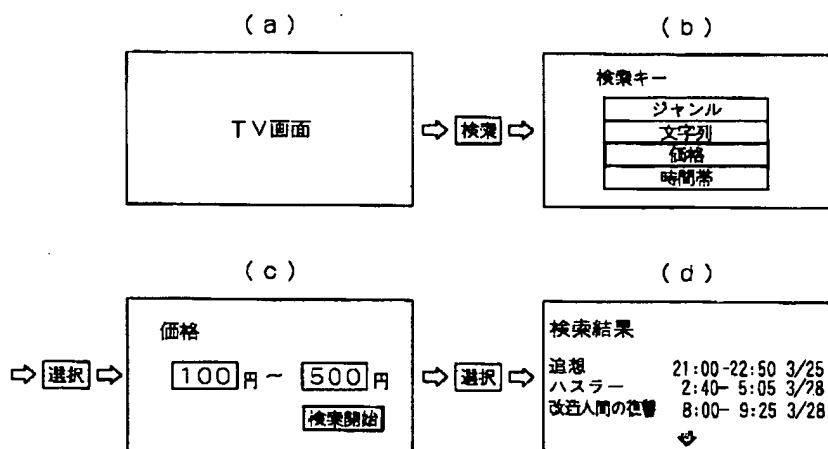 (a)
TV画面
検索
(b)
検索キー
ジャンル
文字列
価格
時間帯
選択
(c)
価格
100円 ~ 500円
検索開始
選択
(d)
検索結果
追想 21:00-22:50 3/25
ハスラー 2:40- 5:05 3/28
改造人間の復讐 8:00- 9:25 3/28